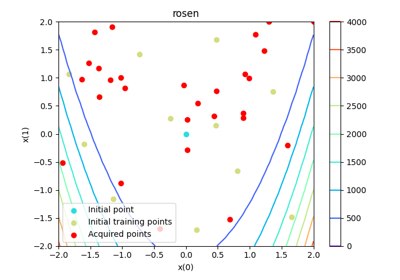 rosen
2.0
1.5
1.0
0.5
0.0
−0.5
−1.0
−1.5
−2.0
x(1)
−2.0 −1.5 −1.0 −0.5 0.0 0.5 1.0 1.5 2.0
x(0)
Initial point
Initial training points
Acquired points
4000
3500
3000
2500
2000
1500
1000
500
0